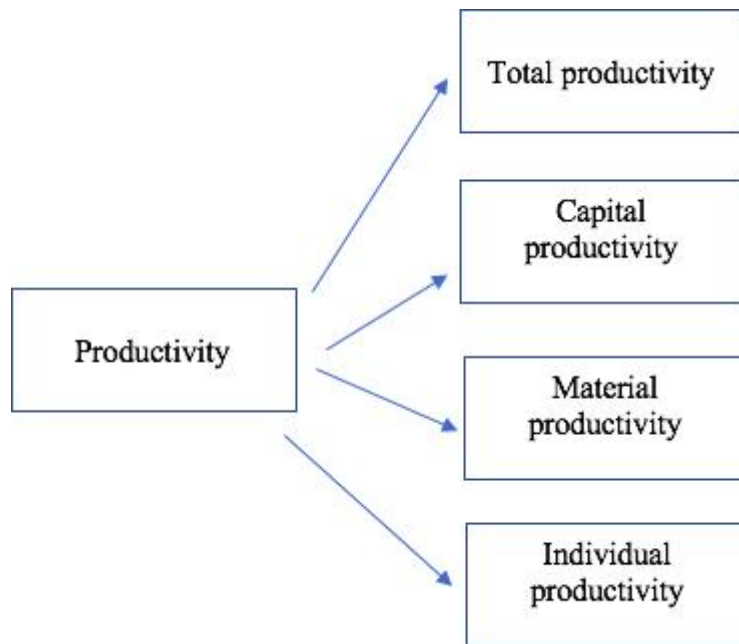 Total productivity
Capital
productivity
Productivity
Material
productivity
Individual
productivity